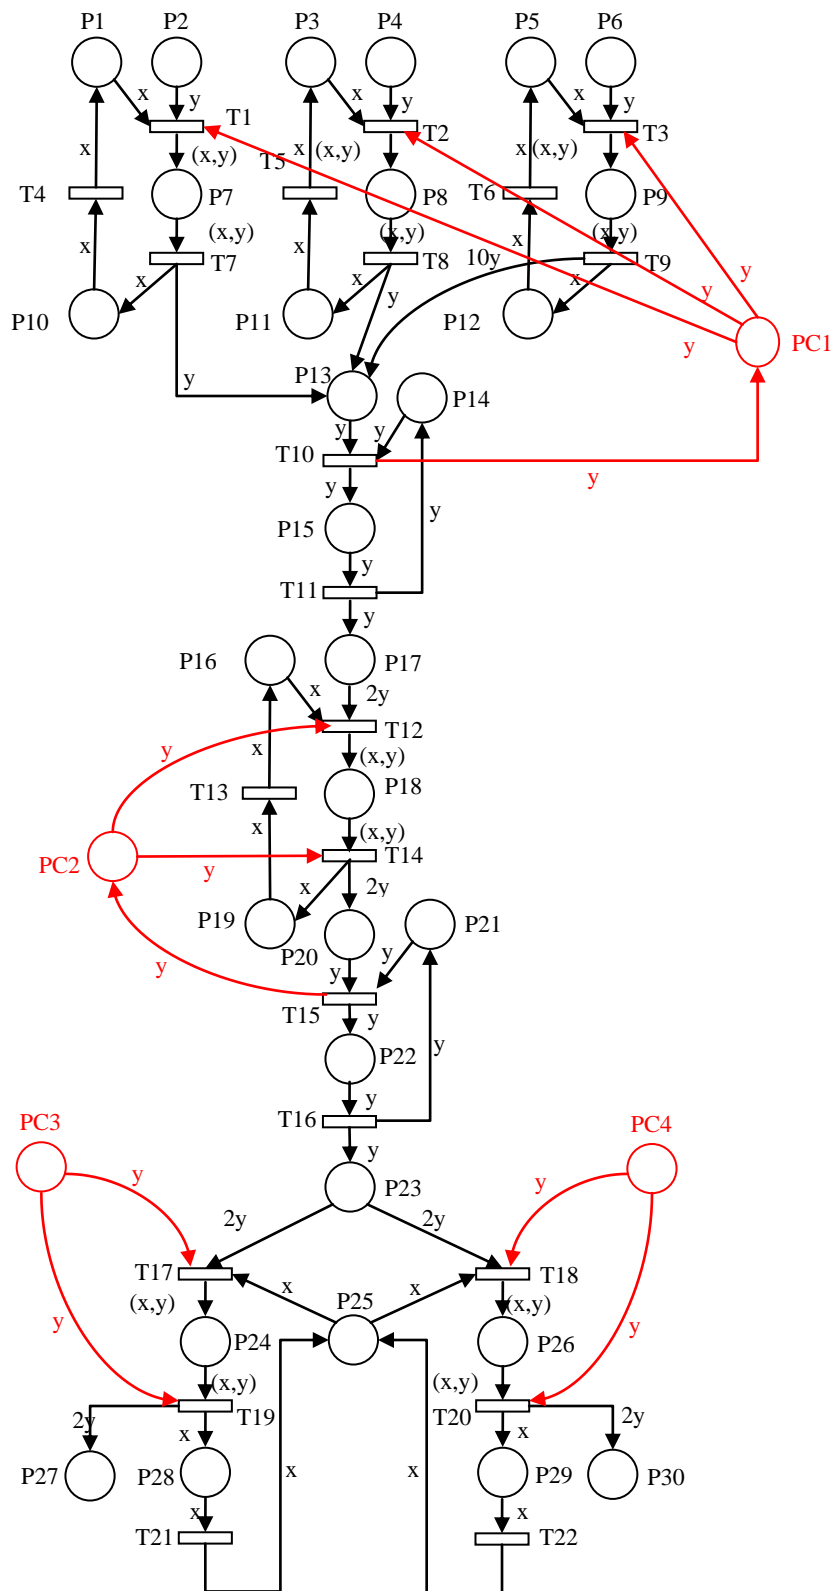 P1 P2 P3 P4 P5 P6
x y x y x y
T1 T2 T3
x (x,y) x (x,y) x (x,y)
T4 P7 T5 P8 T6 P9
x (x,y) x (x,y) x (x,y)
T7 T8 10y T9 y
x x x y
P10 P11 y P12 y PC1
P13
y P14
y y
T10
y y
P15 y
y
T11
y
P16 P17
x 2y
y T12
x (x,y)
T13 P18
x (x,y)
PC2 y T14
x 2y
P19 P21
P20 y
y y
T15 y
P22 y
y
T16
PC3 PC4
y
y P23 y
2y 2y
T17 T18
x x
(x,y) P25 (x,y)
y P24 P26 y
(x,y) (x,y)
2y T19 T20 2y
x x
P27 P28 x x P29 P30
x x
T21 T22